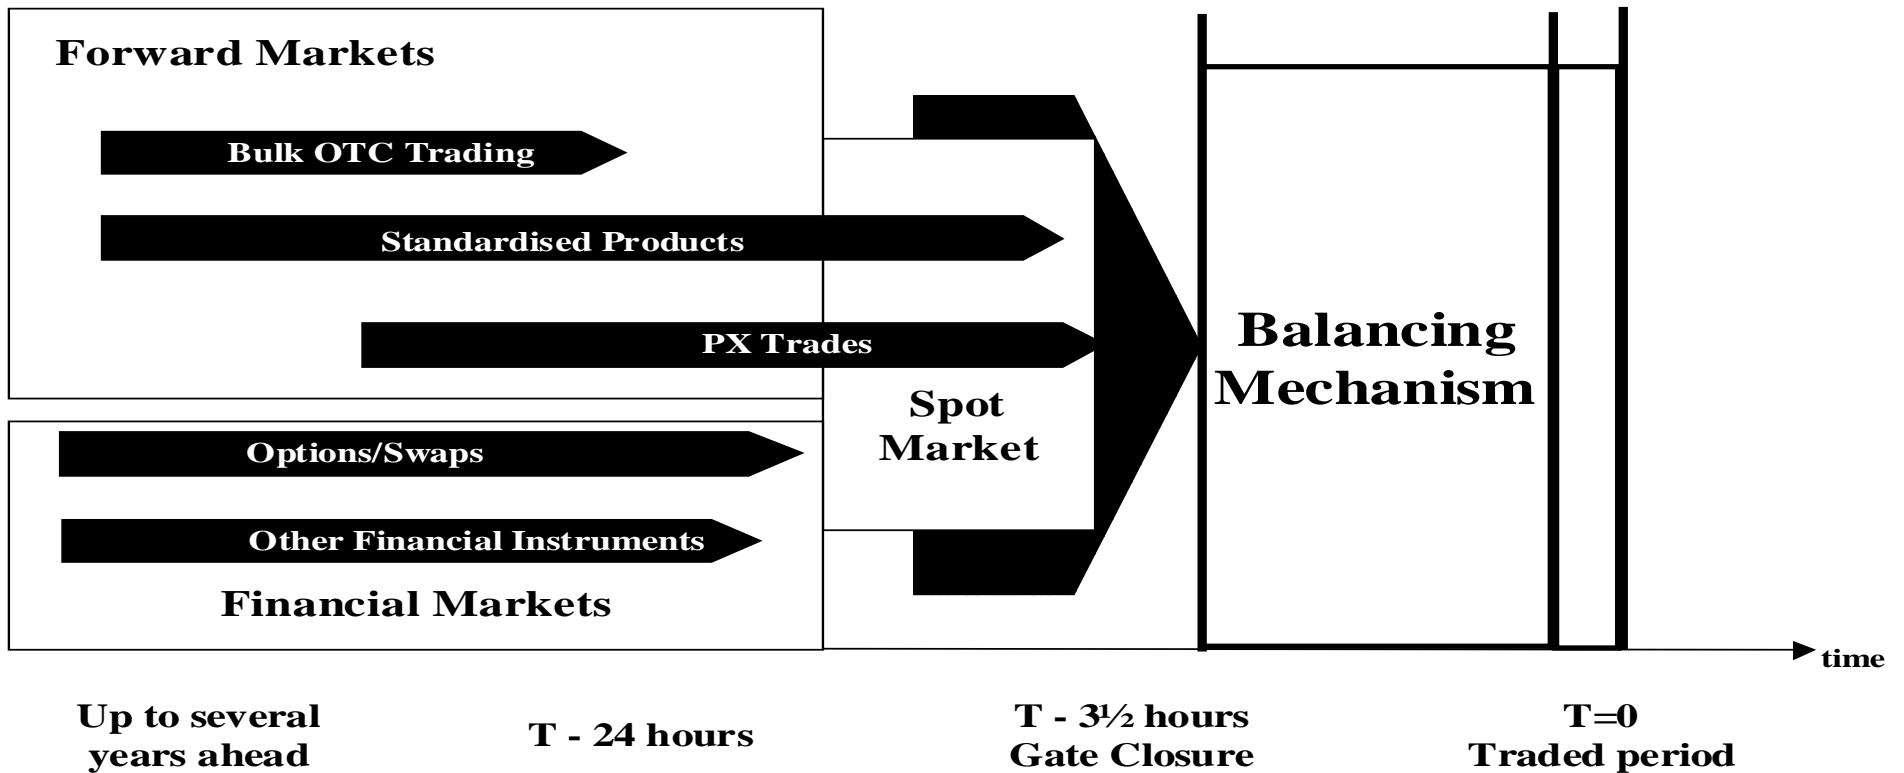 Forward Markets
Bulk OTC Trading
Standardised Products
PX Trades
Spot
Market
Options/Swaps
Other Financial Instruments
Financial Markets
Balancing
Mechanism
time
Up to several
years ahead
T - 24 hours
T - 3½ hours
Gate Closure
T=0
Traded period